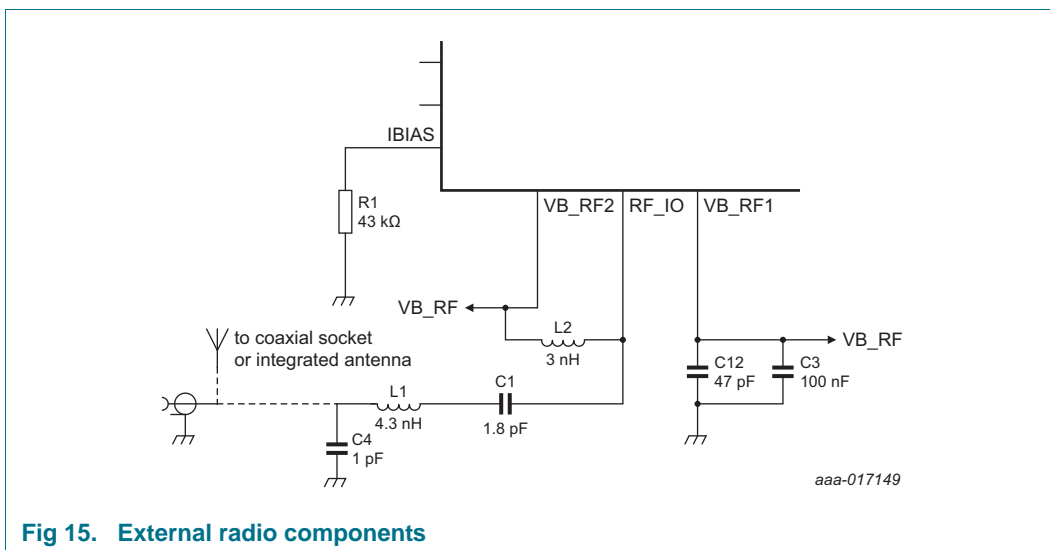 IBIAS
R1
43 kΩ
VB_RF2 RF_IO VB_RF1
VB_RF
L2
3 nH
VB_RF
to coaxial socket
or integrated antenna
C12
47 pF
C3
100 nF
L1
4.3 nH
C1
1.8 pF
C4
1 pF
aaa-017149
Fig 15. External radio components